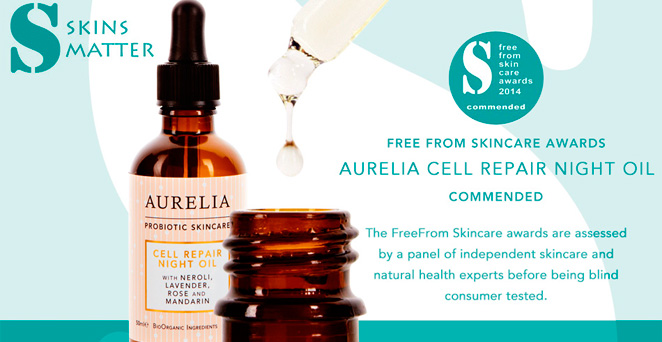 S SKINS
MATTER
S free
from
skin
care
awards
2014
commended
FREE FROM SKINCARE AWARDS
AURELIA CELL REPAIR NIGHT OIL
COMMENDED
The FreeFrom Skincare awards are assessed
by a panel of independent skincare and
natural health experts before being blind
consumer tested.
AURELIA
PROBIOTIC SKINCARE
CELL REPAIR
NIGHT OIL
WITH NEROLI,
LAVENDER,
ROSE AND
MANDARIN
50ml℮ BIOORGANIC INGREDIENTS